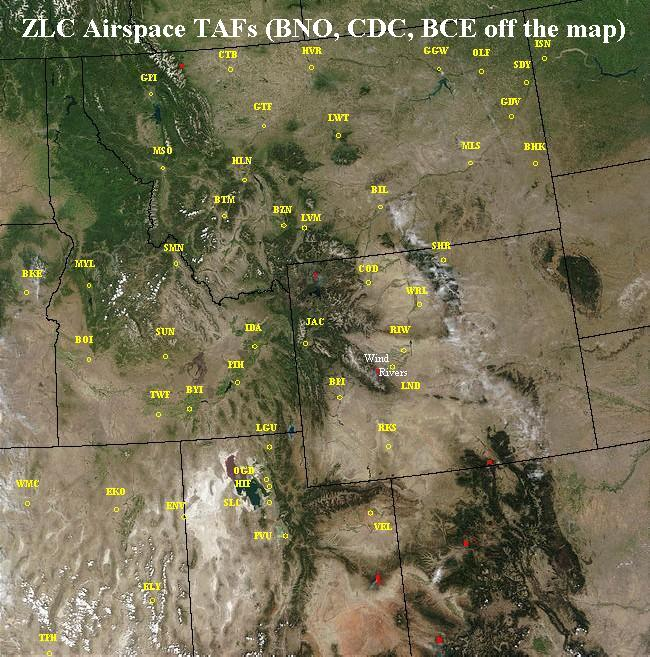 ZLC Airspace TAFs (BNO, CDC, BCE off the map)
ISN
GGW
OLF
HVR
CTB
SDY
GPI
GDV
GTF
LWT
MLS
BHK
MSO
HLN
BIL
BTM
BZN
LVM
SHR
SMN
COD
MYL
BKE
WRL
JAC
IDA
RIW
SUN
BOI
Wind
Rivers
PIH
BPI
LND
BYI
TWF
LGU
RKS
OGD
HIF
WMC
EKO
SLC
ENV
VEL
PVU
ELY
TPH